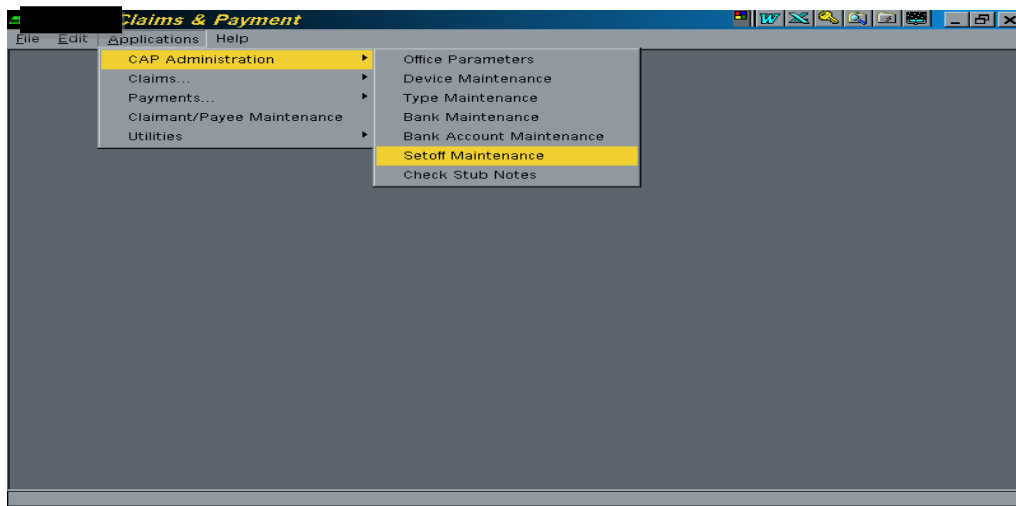 Claims & Payment
File Edit Applications Help
CAP Administration
Claims...
Payments...
Claimant/Payee Maintenance
Utilities
Office Parameters
Device Maintenance
Type Maintenance
Bank Maintenance
Bank Account Maintenance
Setoff Maintenance
Check Stub Notes